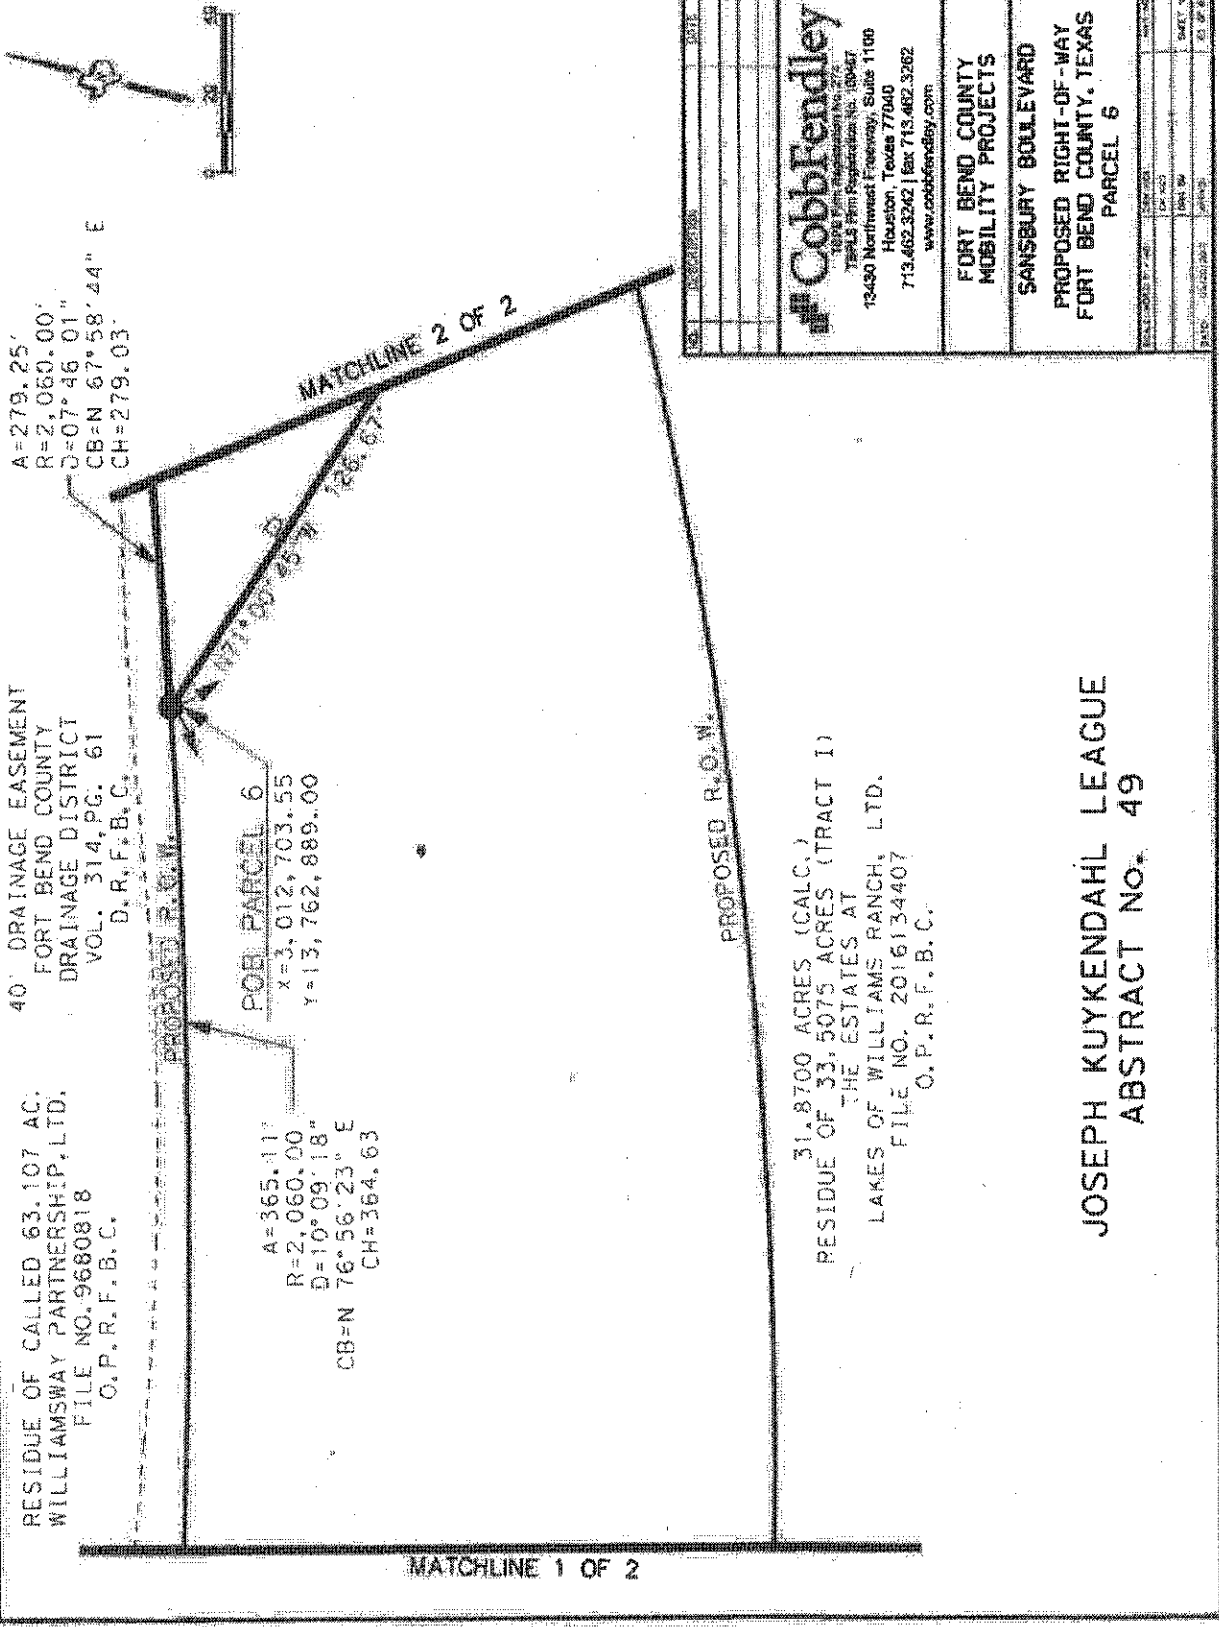 RESIDUE OF CALLED 63.107 AC.
WILLIAMSWAY PARTNERSHIP, LTD.
FILE NO. 9680818
O.P.R.F.B.C.
40' DRAINAGE EASEMENT
FORT BEND COUNTY
DRAINAGE DISTRICT
VOL. 314, PG. 61
D.R.F.B.C.
A=279.25'
R=2,060.00'
D=07°46'01"
CB=N 67°58'44" E
CH=279.03'
0 20 40
PROPOSED R.O.W.
POB PARCEL 6
X=3,012,703.55
Y=13,762,889.00
A=365.11'
R=2,060.00
D=10°09'18"
CB=N 76°56'23" E
CH=364.63
126.67'
MATCHLINE 2 OF 2
MATCHLINE 1 OF 2
PROPOSED R.O.W.
31.8700 ACRES (CALC.)
RESIDUE OF 33.5075 ACRES (TRACT I)
THE ESTATES AT
LAKES OF WILLIAMS RANCH, LTD.
FILE NO. 2016134407
O.P.R.F.B.C.
JOSEPH KUYKENDAHL LEAGUE
ABSTRACT No. 49
NO. DESCRIPTION DATE
CobbFendley
13430 Northwest Freeway, Suite 1100
Houston, Texas 77040
713.462.3242 | fax 713.462.3262
www.cobbfendley.com
FORT BEND COUNTY
MOBILITY PROJECTS
SANSBURY BOULEVARD
PROPOSED RIGHT-OF-WAY
FORT BEND COUNTY, TEXAS
PARCEL 6